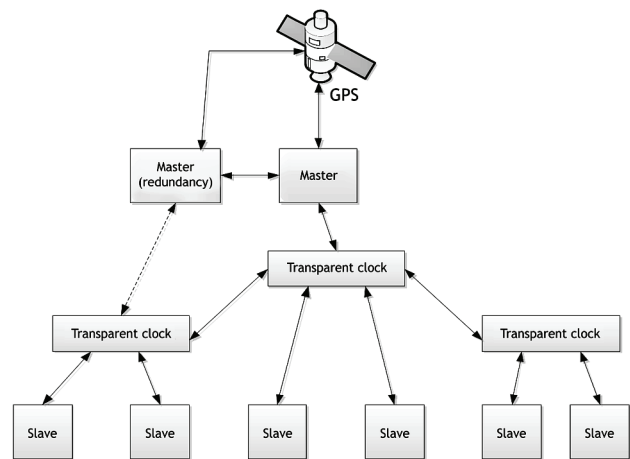 GPS
Master
(redundancy)
Master
Transparent clock
Transparent clock
Transparent clock
Slave
Slave
Slave
Slave
Slave
Slave